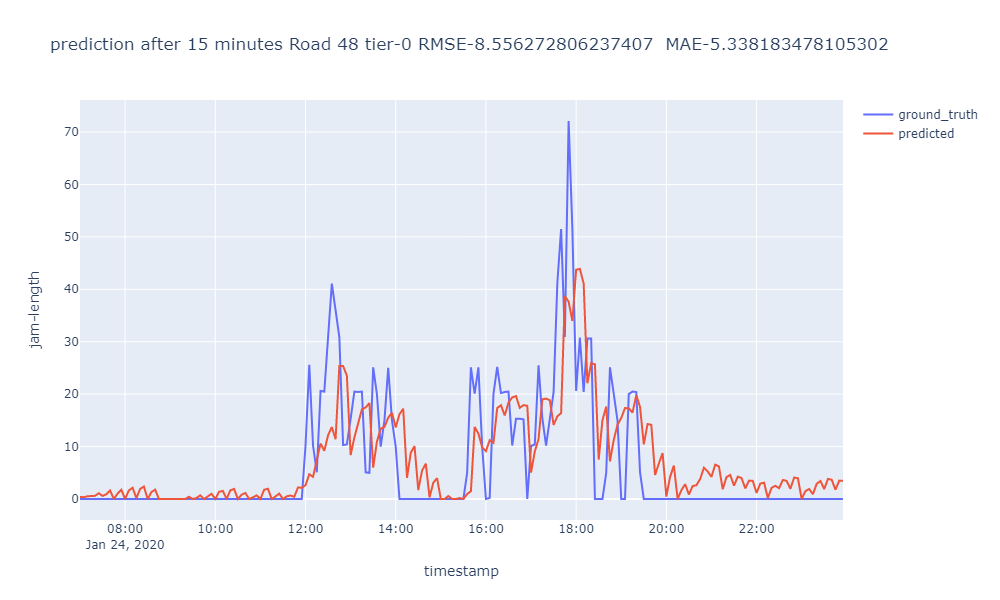 prediction after 15 minutes Road 48 tier-0 RMSE-8.556272806237407  MAE-5.338183478105302
ground_truth
predicted
70
60
50
40
30
20
10
0
jam-length
08:00 10:00 12:00 14:00 16:00 18:00 20:00 22:00
Jan 24, 2020
timestamp